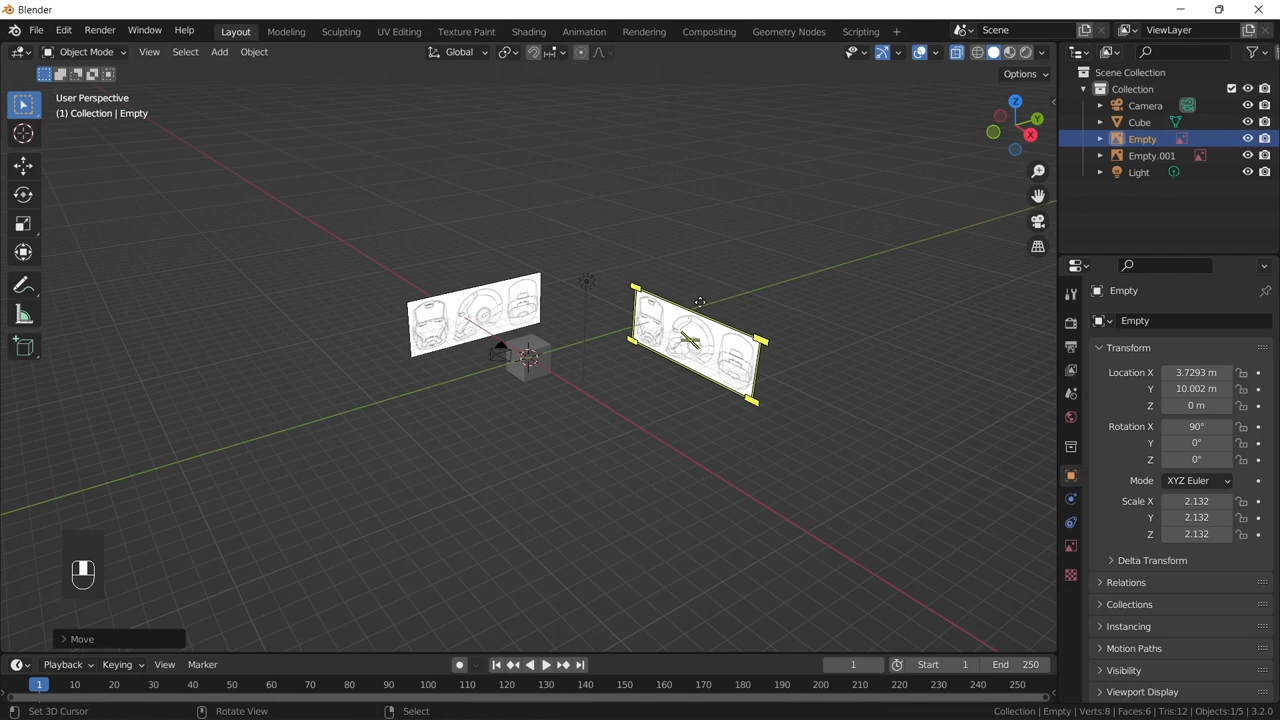 Blender
File Edit Render Window Help
Layout Modeling Sculpting UV Editing Texture Paint Shading Animation Rendering Compositing Geometry Nodes Scripting +
Scene
ViewLayer
Object Mode View Select Add Object
Global
Options
User Perspective
(1) Collection | Empty
Z
Y
X
Scene Collection
Collection
Camera
Cube
Empty
Empty.001
Light
Empty
Empty
Transform
Location X 3.7293 m
Y 10.002 m
Z 0 m
Rotation X 90°
Y 0°
Z 0°
Mode XYZ Euler
Scale X 2.132
Y 2.132
Z 2.132
Delta Transform
Relations
Collections
Instancing
Motion Paths
Visibility
Viewport Display
Move
Playback Keying View Marker
1 Start 1 End 250
1 10 20 30 40 50 60 70 80 90 100 110 120 130 140 150 160 170 180 190 200 210 220 230 240 250
Set 3D Cursor Rotate View Select
Collection | Empty | Verts:8 | Faces:6 | Tris:12 | Objects:1/5 | 3.2.0